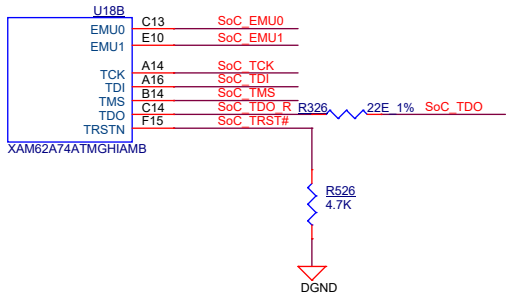 U18B
EMU0 C13 SoC_EMU0
EMU1 E10 SoC_EMU1
TCK A14 SoC_TCK
TDI A16 SoC_TDI
TMS B14 SoC_TMS
TDO C14 SoC_TDO_R R326 22E_1% SoC_TDO
TRSTN F15 SoC_TRST#
XAM62A74ATMGHIAMB
R526
4.7K
DGND